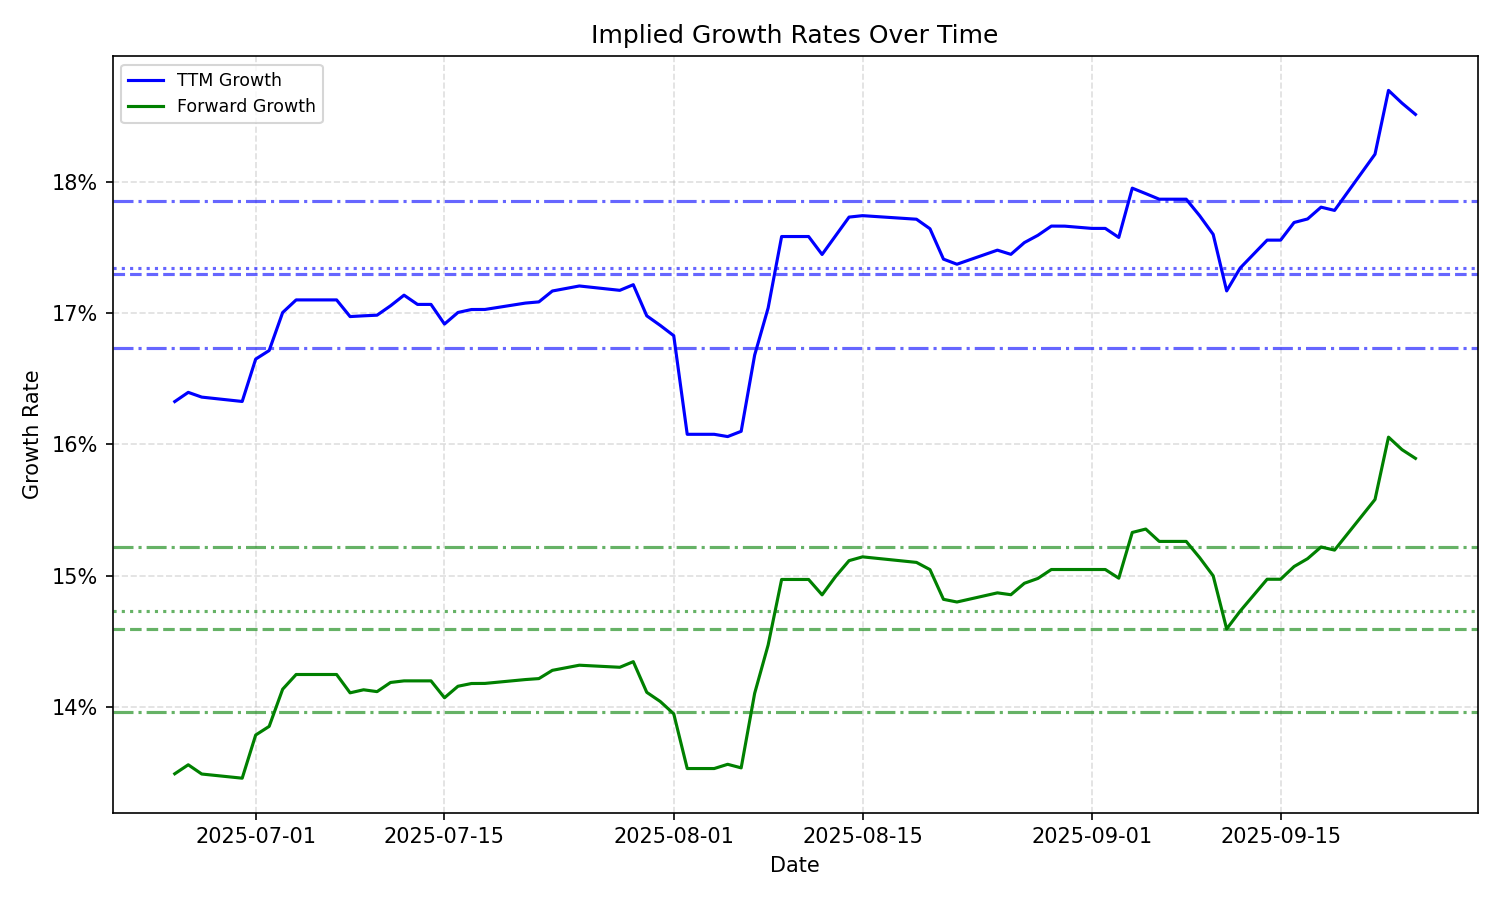 Implied Growth Rates Over Time
TTM Growth
Forward Growth
18%
17%
16%
15%
14%
Growth Rate
2025-07-01
2025-07-15
2025-08-01
2025-08-15
2025-09-01
2025-09-15
Date